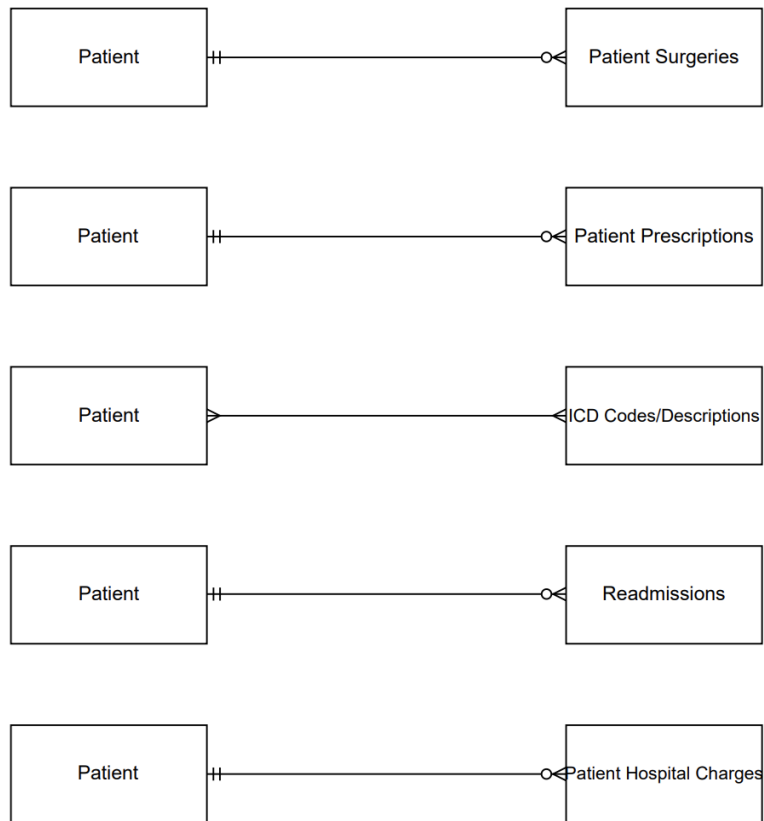 Patient
Patient Surgeries
Patient
Patient Prescriptions
Patient
ICD Codes/Descriptions
Patient
Readmissions
Patient
Patient Hospital Charges